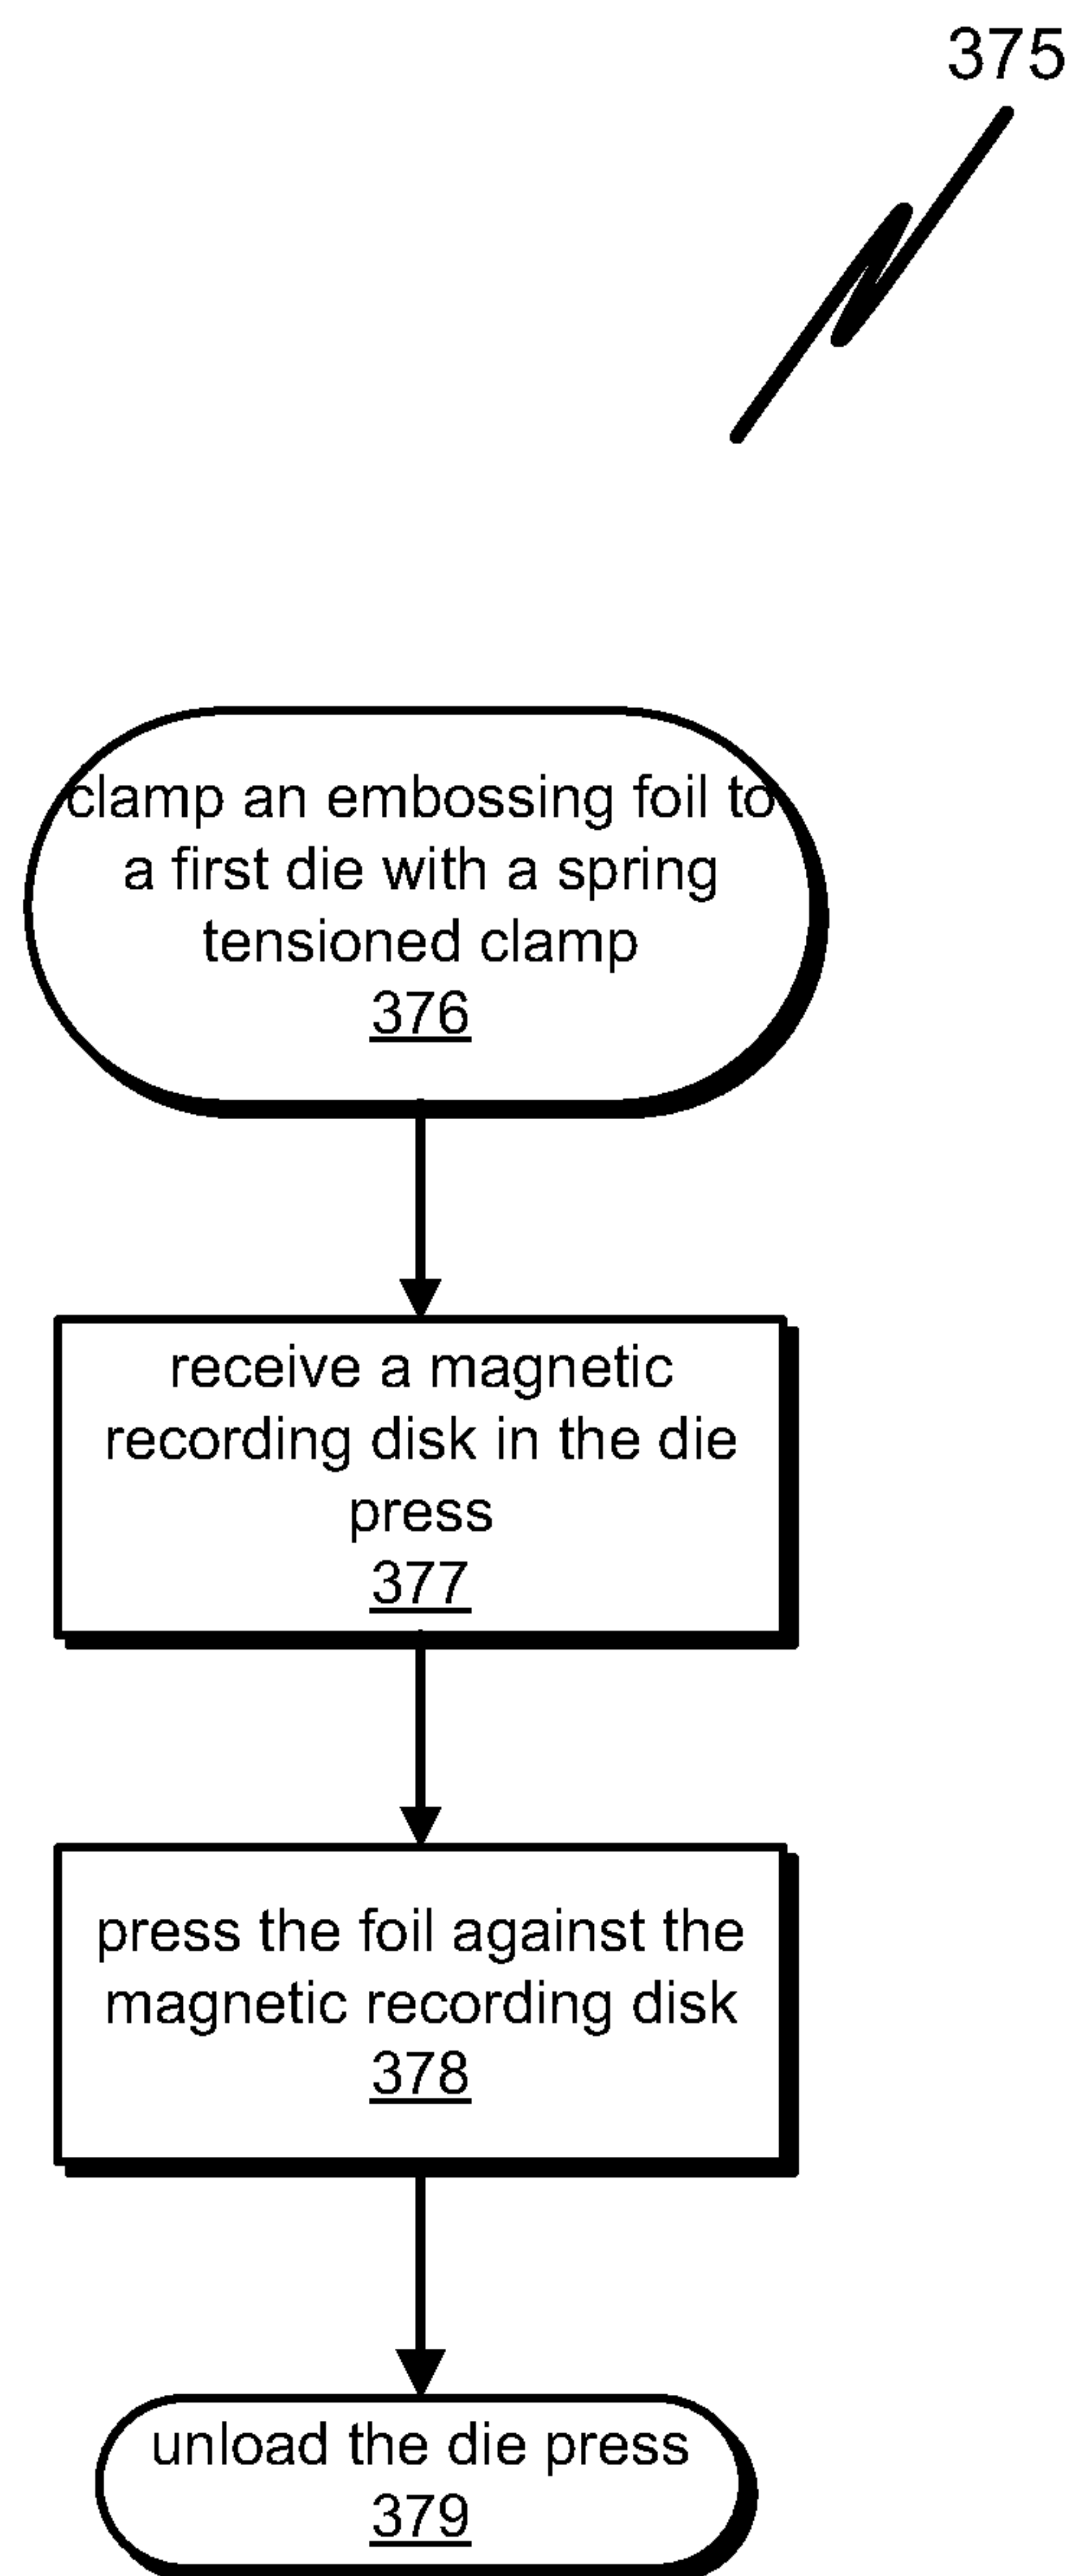 375
clamp an embossing foil to
a first die with a spring
tensioned clamp
376
receive a magnetic
recording disk in the die
press
377
press the foil against the
magnetic recording disk
378
unload the die press
379